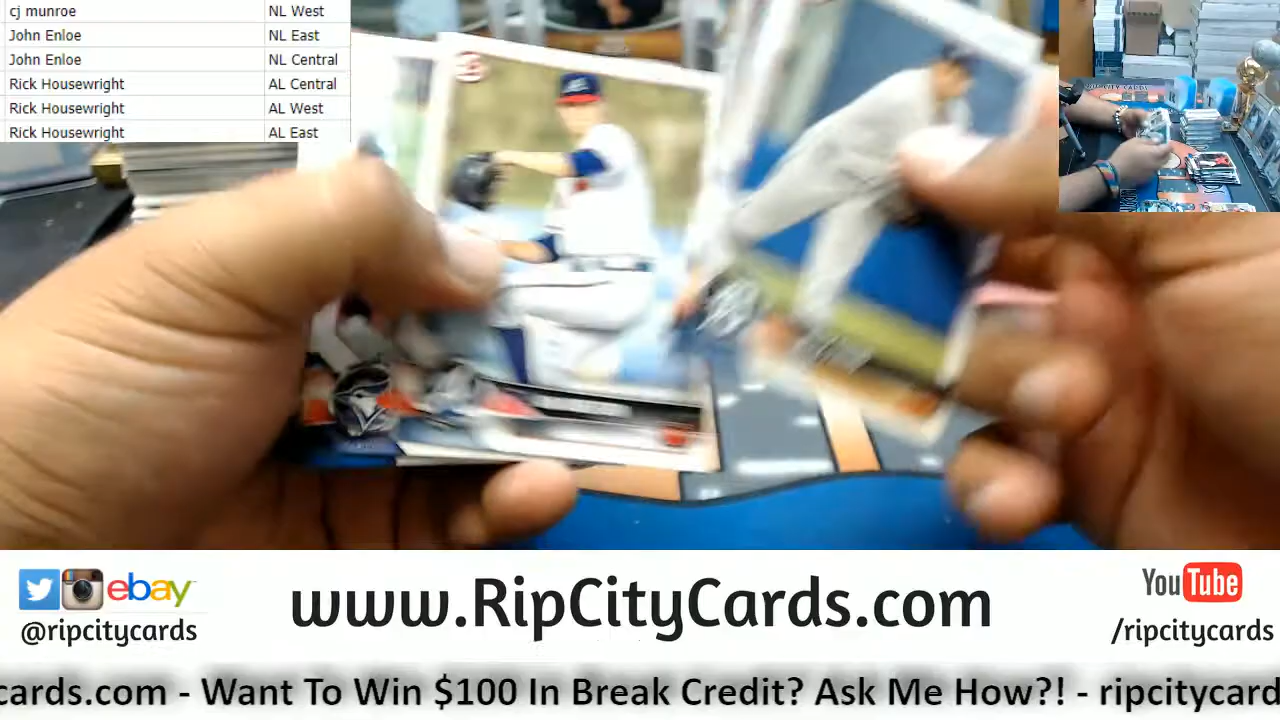 cj munroe NL West
John Enloe NL East
John Enloe NL Central
Rick Housewright AL Central
Rick Housewright AL West
Rick Housewright AL East
ebay
@ripcitycards
www.RipCityCards.com
YouTube
/ripcitycards
cards.com - Want To Win $100 In Break Credit? Ask Me How?! - ripcitycard